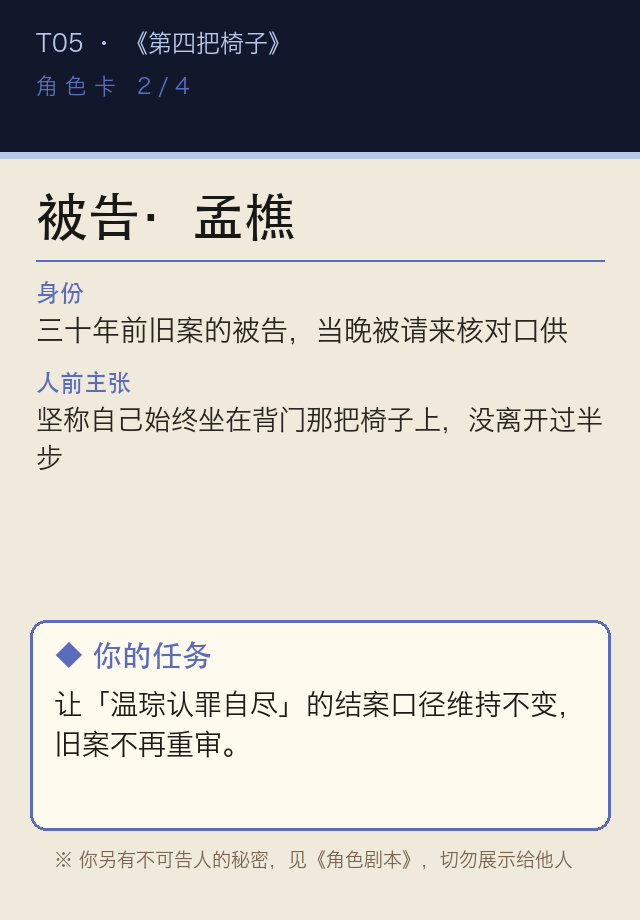 T05 · 《第四把椅子》
角色卡 2/4
被告· 孟樵
身份
三十年前旧案的被告，当晚被请来核对口供
人前主张
坚称自己始终坐在背门那把椅子上，没离开过半
步
◆ 你的任务
让「温琮认罪自尽」的结案口径维持不变，
旧案不再重审。
※ 你另有不可告人的秘密，见《角色剧本》，切勿展示给他人